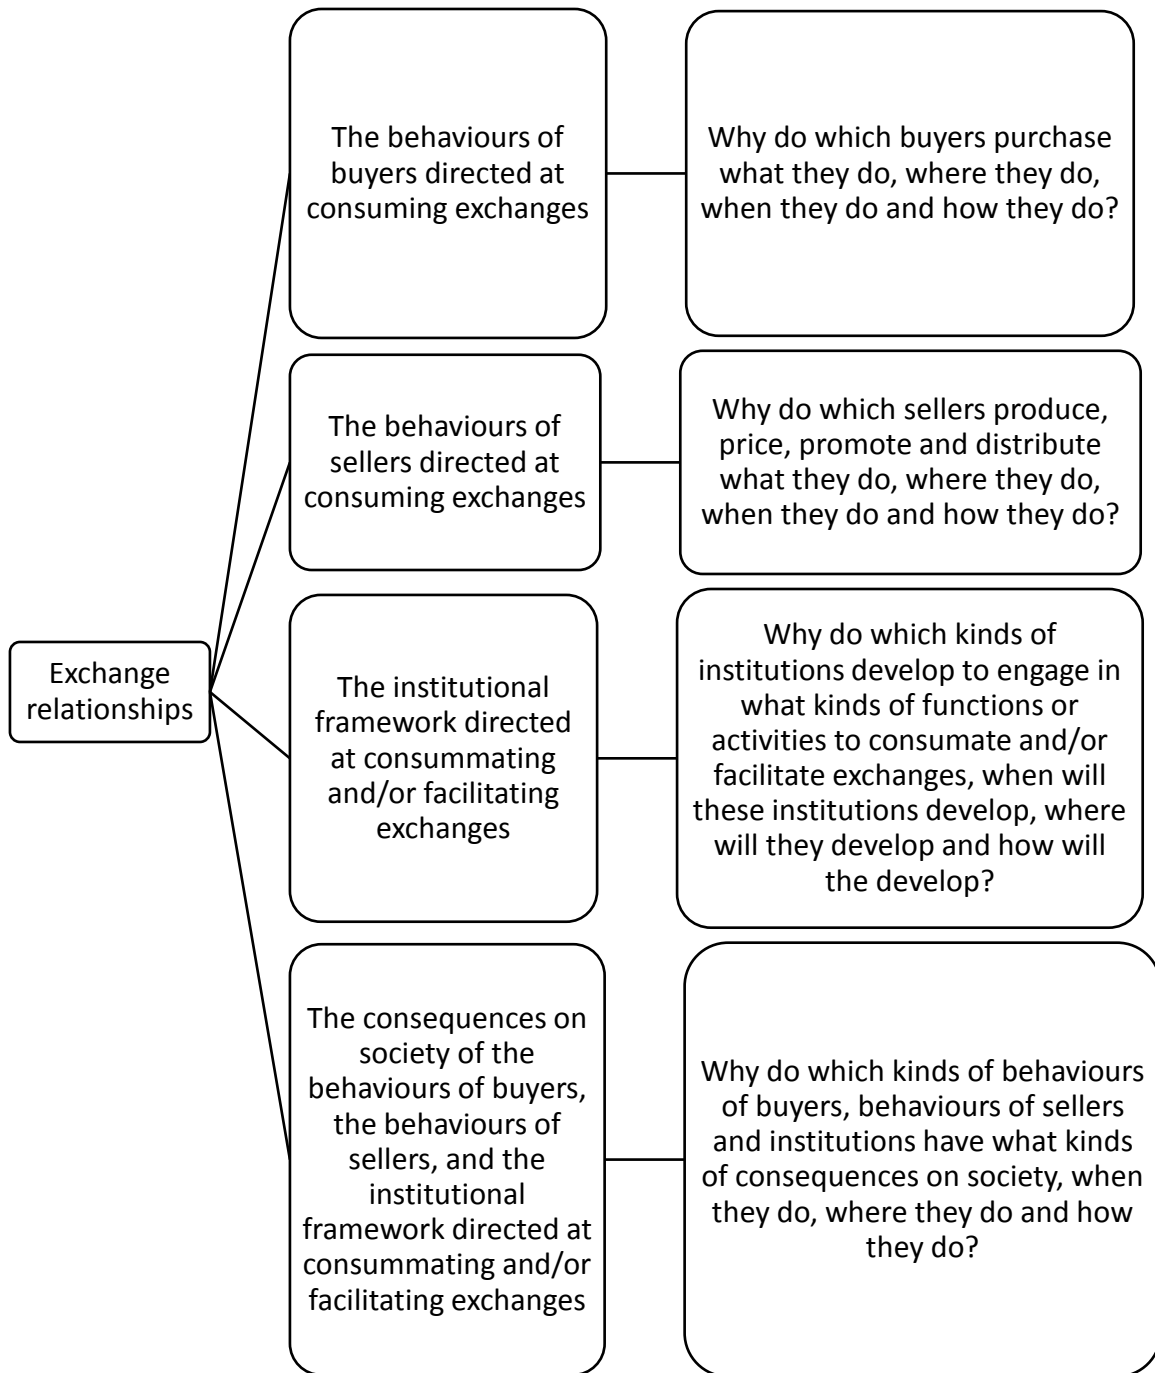 Exchange
relationships
The behaviours of
buyers directed at
consuming exchanges
Why do which buyers purchase
what they do, where they do,
when they do and how they do?
The behaviours of
sellers directed at
consuming exchanges
Why do which sellers produce,
price, promote and distribute
what they do, where they do,
when they do and how they do?
The institutional
framework directed
at consummating
and/or facilitating
exchanges
Why do which kinds of
institutions develop to engage in
what kinds of functions or
activities to consumate and/or
facilitate exchanges, when will
these institutions develop, where
will they develop and how will
the develop?
The consequences on
society of the
behaviours of buyers,
the behaviours of
sellers, and the
institutional
framework directed at
consummating and/or
facilitating exchanges
Why do which kinds of behaviours
of buyers, behaviours of sellers
and institutions have what kinds
of consequences on society, when
they do, where they do and how
they do?